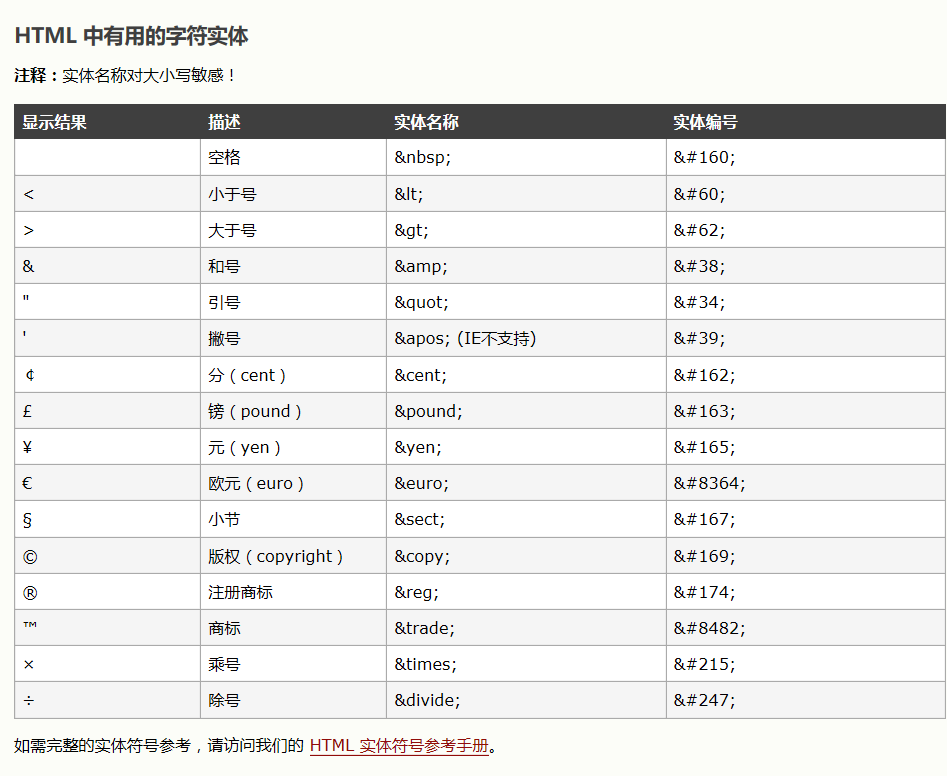 HTML 中有用的字符实体
注释：实体名称对大小写敏感！
显示结果 描述 实体名称 实体编号
空格 &nbsp; &#160;
< 小于号 &lt; &#60;
> 大于号 &gt; &#62;
& 和号 &amp; &#38;
" 引号 &quot; &#34;
' 撇号 &apos; (IE不支持) &#39;
¢ 分（cent） &cent; &#162;
£ 镑（pound） &pound; &#163;
¥ 元（yen） &yen; &#165;
€ 欧元（euro） &euro; &#8364;
§ 小节 &sect; &#167;
© 版权（copyright） &copy; &#169;
® 注册商标 &reg; &#174;
™ 商标 &trade; &#8482;
× 乘号 &times; &#215;
÷ 除号 &divide; &#247;
如需完整的实体符号参考，请访问我们的 HTML 实体符号参考手册。